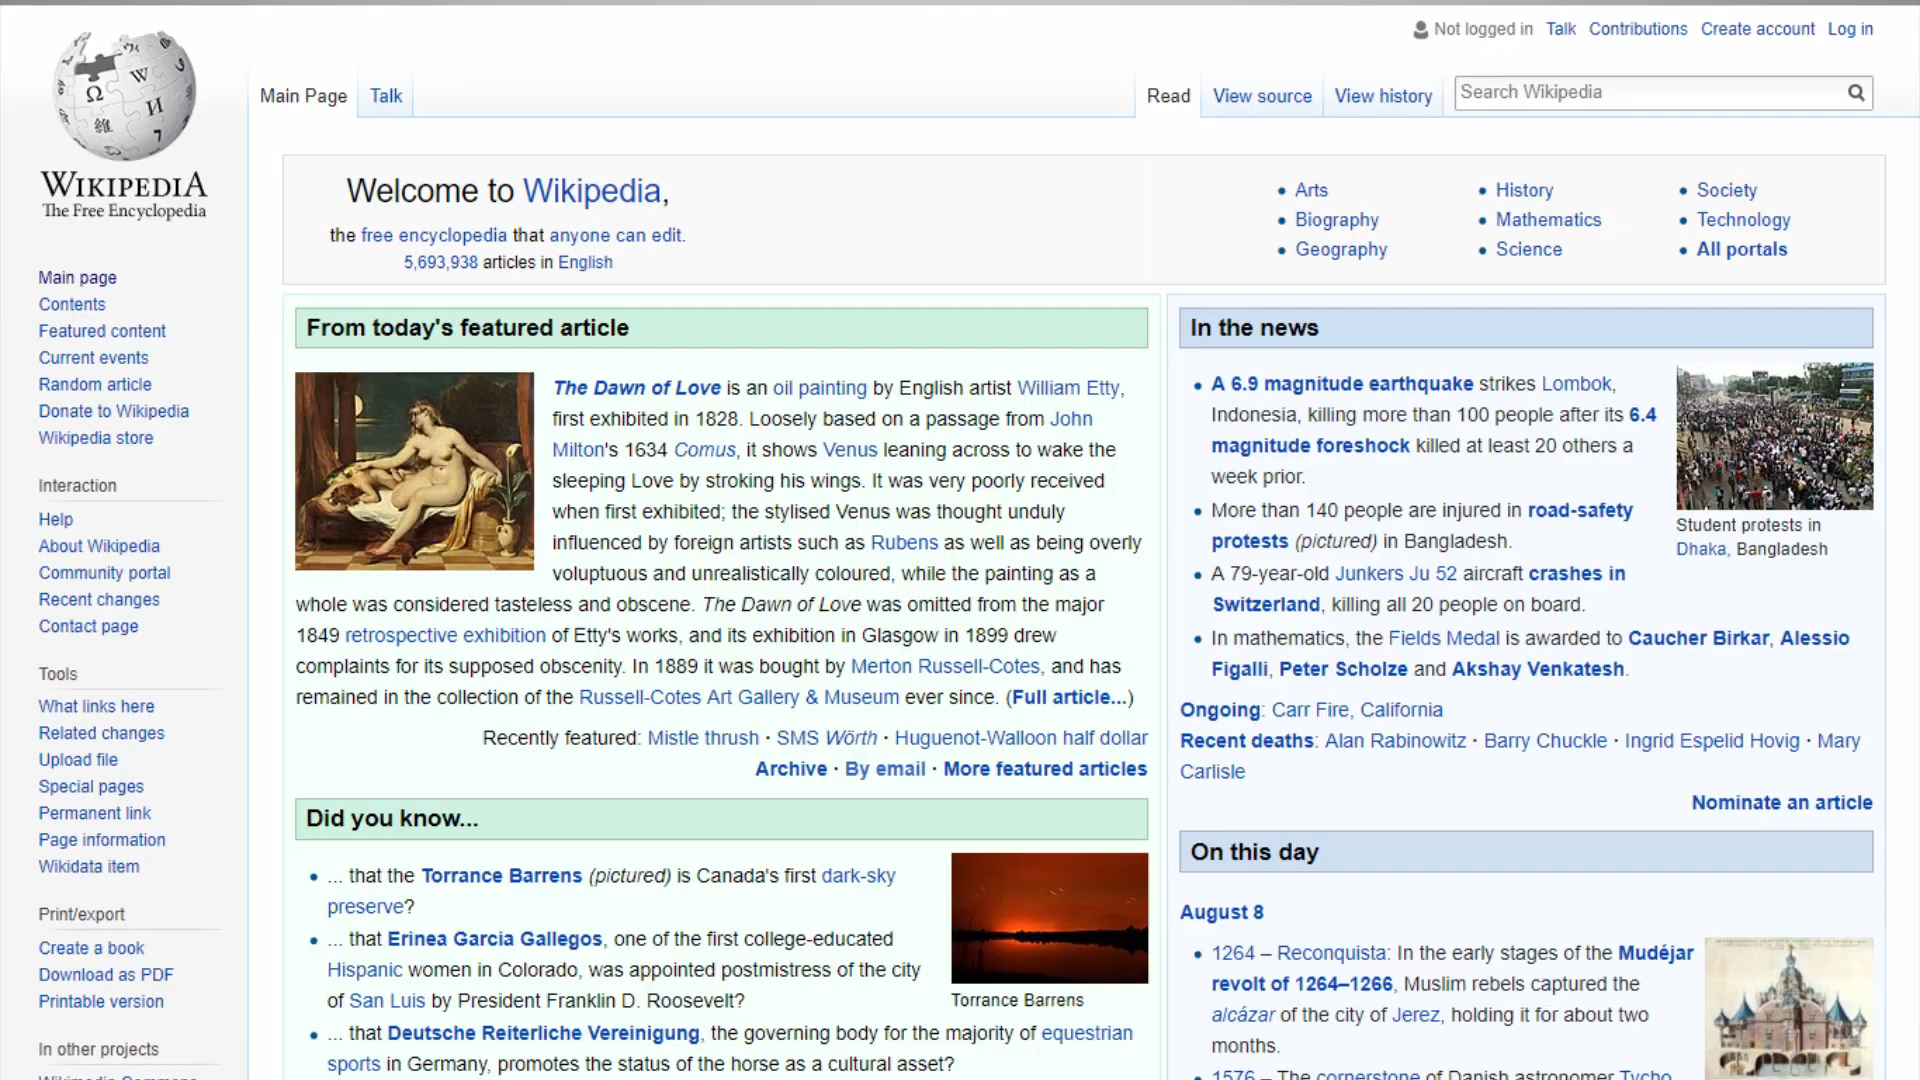 Not logged in Talk Contributions Create account Log in
Main Page Talk Read View source View history Search Wikipedia
WIKIPEDIA
The Free Encyclopedia
Main page
Contents
Featured content
Current events
Random article
Donate to Wikipedia
Wikipedia store
Interaction
Help
About Wikipedia
Community portal
Recent changes
Contact page
Tools
What links here
Related changes
Upload file
Special pages
Permanent link
Page information
Wikidata item
Print/export
Create a book
Download as PDF
Printable version
In other projects
Welcome to Wikipedia,
the free encyclopedia that anyone can edit.
5,693,938 articles in English
Arts
Biography
Geography
History
Mathematics
Science
Society
Technology
All portals
From today's featured article
The Dawn of Love is an oil painting by English artist William Etty,
first exhibited in 1828. Loosely based on a passage from John
Milton's 1634 Comus, it shows Venus leaning across to wake the
sleeping Love by stroking his wings. It was very poorly received
when first exhibited; the stylised Venus was thought unduly
influenced by foreign artists such as Rubens as well as being overly
voluptuous and unrealistically coloured, while the painting as a
whole was considered tasteless and obscene. The Dawn of Love was omitted from the major
1849 retrospective exhibition of Etty's works, and its exhibition in Glasgow in 1899 drew
complaints for its supposed obscenity. In 1889 it was bought by Merton Russell-Cotes, and has
remained in the collection of the Russell-Cotes Art Gallery & Museum ever since. (Full article...)
Recently featured: Mistle thrush · SMS Wörth · Huguenot-Walloon half dollar
Archive · By email · More featured articles
Did you know...
... that the Torrance Barrens (pictured) is Canada's first dark-sky
preserve?
... that Erinea Garcia Gallegos, one of the first college-educated
Hispanic women in Colorado, was appointed postmistress of the city
of San Luis by President Franklin D. Roosevelt?
Torrance Barrens
... that Deutsche Reiterliche Vereinigung, the governing body for the majority of equestrian
sports in Germany, promotes the status of the horse as a cultural asset?
In the news
A 6.9 magnitude earthquake strikes Lombok,
Indonesia, killing more than 100 people after its 6.4
magnitude foreshock killed at least 20 others a
week prior.
More than 140 people are injured in road-safety
protests (pictured) in Bangladesh.
Student protests in
Dhaka, Bangladesh
A 79-year-old Junkers Ju 52 aircraft crashes in
Switzerland, killing all 20 people on board.
In mathematics, the Fields Medal is awarded to Caucher Birkar, Alessio
Figalli, Peter Scholze and Akshay Venkatesh.
Ongoing: Carr Fire, California
Recent deaths: Alan Rabinowitz · Barry Chuckle · Ingrid Espelid Hovig · Mary
Carlisle
Nominate an article
On this day
August 8
1264 – Reconquista: In the early stages of the Mudéjar
revolt of 1264–1266, Muslim rebels captured the
alcázar of the city of Jerez, holding it for about two
months.
1576 – The cornerstone of Danish astronomer Tycho